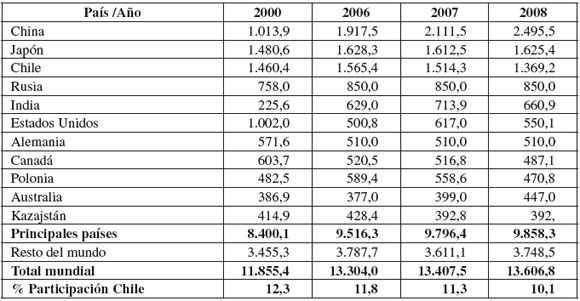 País /Año 2000 2006 2007 2008
China 1.013,9 1.917,5 2.111,5 2.495,5
Japón 1.480,6 1.628,3 1.612,5 1.625,4
Chile 1.460,4 1.565,4 1.514,3 1.369,2
Rusia 758,0 850,0 850,0 850,0
India 225,6 629,0 713,9 660,9
Estados Unidos 1.002,0 500,8 617,0 550,1
Alemania 571,6 510,0 510,0 510,0
Canadá 603,7 520,5 516,8 487,1
Polonia 482,5 589,4 558,6 470,8
Australia 386,9 377,0 399,0 447,0
Kazajstán 414,9 428,4 392,8 392,
Principales países 8.400,1 9.516,3 9.796,4 9.858,3
Resto del mundo 3.455,3 3.787,7 3.611,1 3.748,5
Total mundial 11.855,4 13.304,0 13.407,5 13.606,8
% Participación Chile 12,3 11,8 11,3 10,1